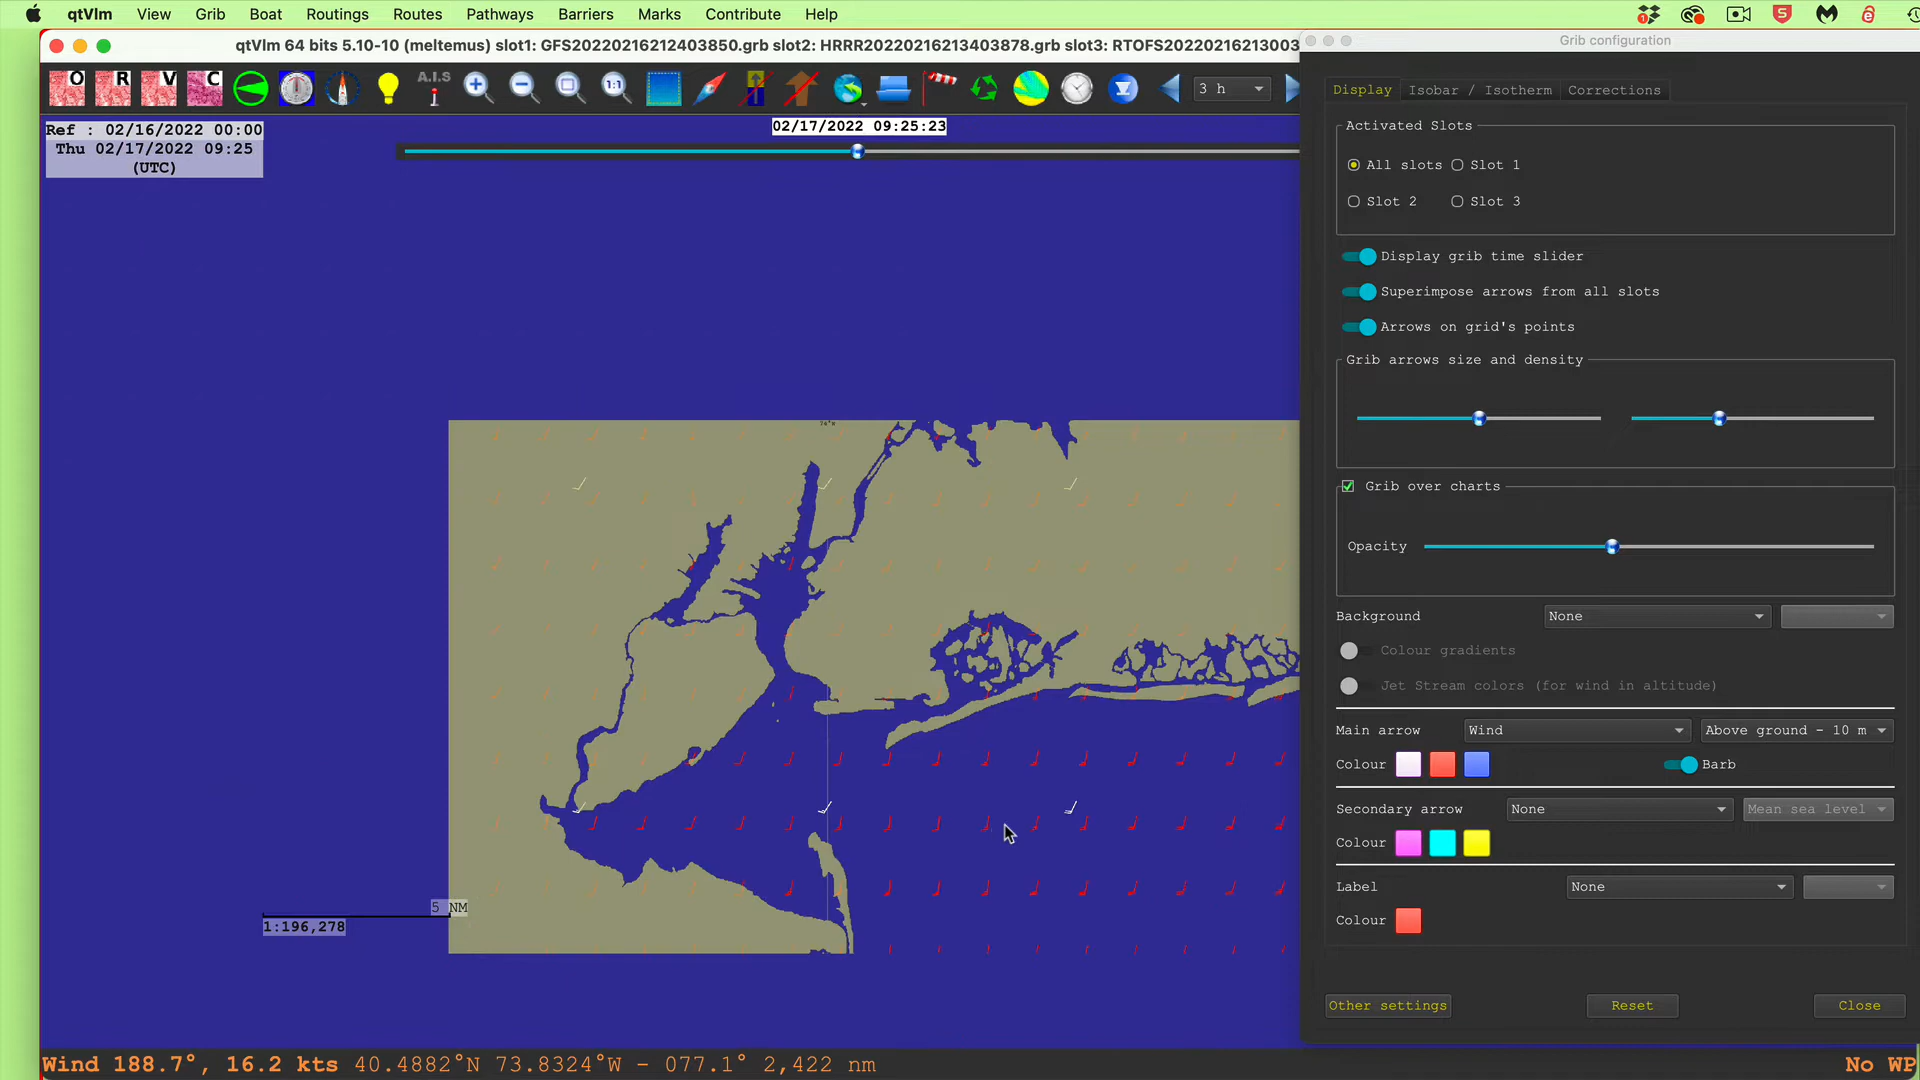 qtVlm View Grib Boat Routings Routes Pathways Barriers Marks Contribute Help
qtVlm 64 bits 5.10-10 (meltemus) slot1: GFS20220216212403850.grb slot2: HRRR20220216213403878.grb slot3: RTOFS2022021621300З
Grib configuration
O R V C A.I.S 1:1 3 h
Display Isobar / Isotherm Corrections
Ref : 02/16/2022 00:00
Thu 02/17/2022 09:25
(UTC)
02/17/2022 09:25:23
Activated Slots
All slots Slot 1
Slot 2 Slot 3
Display grib time slider
Superimpose arrows from all slots
Arrows on grid's points
Grib arrows size and density
Grib over charts
Opacity
Background None
Colour gradients
Jet Stream colors (for wind in altitude)
Main arrow Wind Above ground - 10 m
Colour Barb
Secondary arrow None Mean sea level
Colour
Label None
Colour
5 NM
1:196,278
Other settings Reset Close
Wind 188.7°, 16.2 kts 40.4882°N 73.8324°W - 077.1° 2,422 nm
No WP